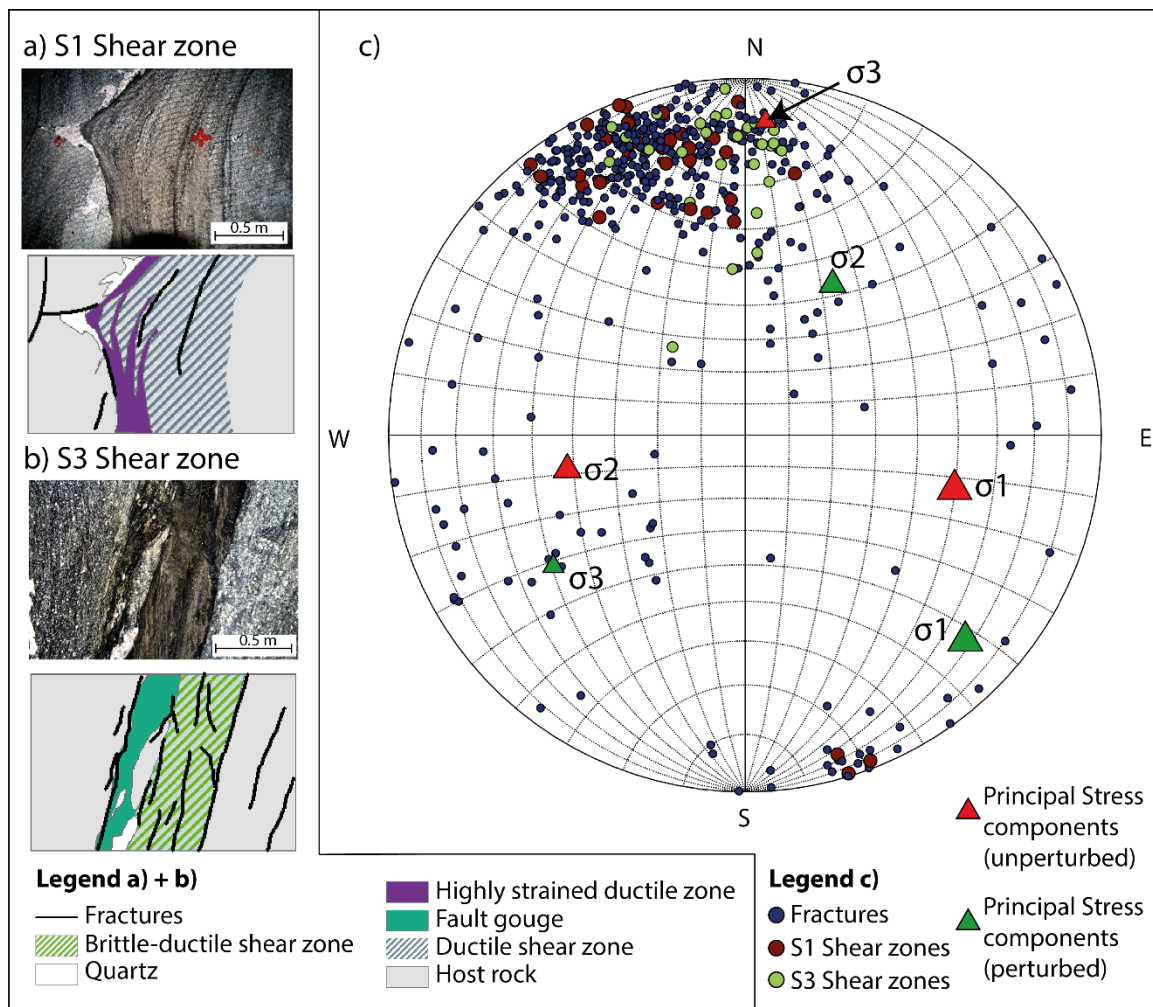 a) S1 Shear zone
0.5 m
b) S3 Shear zone
0.5 m
c)
N
σ3
σ2
W
E
σ2
σ1
σ3
σ1
S
Legend a) + b)
Fractures
Brittle-ductile shear zone
Quartz
Highly strained ductile zone
Fault gouge
Ductile shear zone
Host rock
Legend c)
Fractures
S1 Shear zones
S3 Shear zones
Principal Stress
components
(unperturbed)
Principal Stress
components
(perturbed)